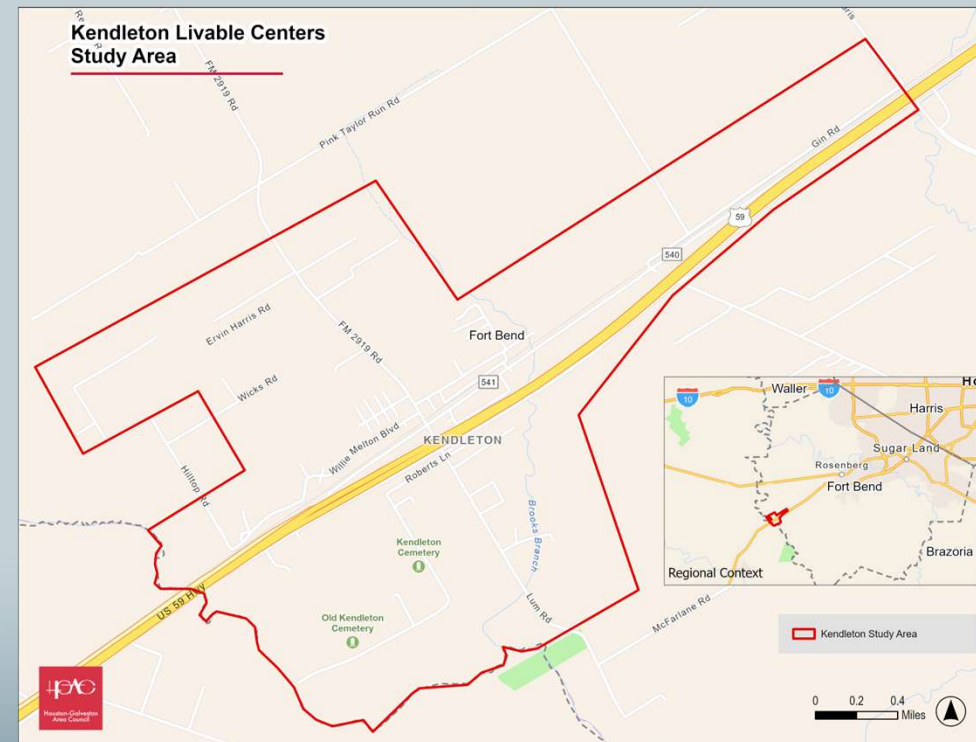 Kendleton Livable Centers
Study Area
FM 2919 Rd
Pink Taylor Run Rd
Gin Rd
59
540
Ervin Harris Rd
Fort Bend
FM 2919 Rd
541
Wicks Rd
Willie Melton Blvd
KENDLETON
Roberts Ln
Hilltop Rd
Brooks Branch
Kendleton
Cemetery
US 59 Hwy
Old Kendleton
Cemetery
Lum Rd
McFarlane Rd
10
Waller
10
Harris
Sugar Land
Rosenberg
Fort Bend
Brazoria
Regional Context
Kendleton Study Area
0 0.2 0.4
Miles
Houston-Galveston
Area Council